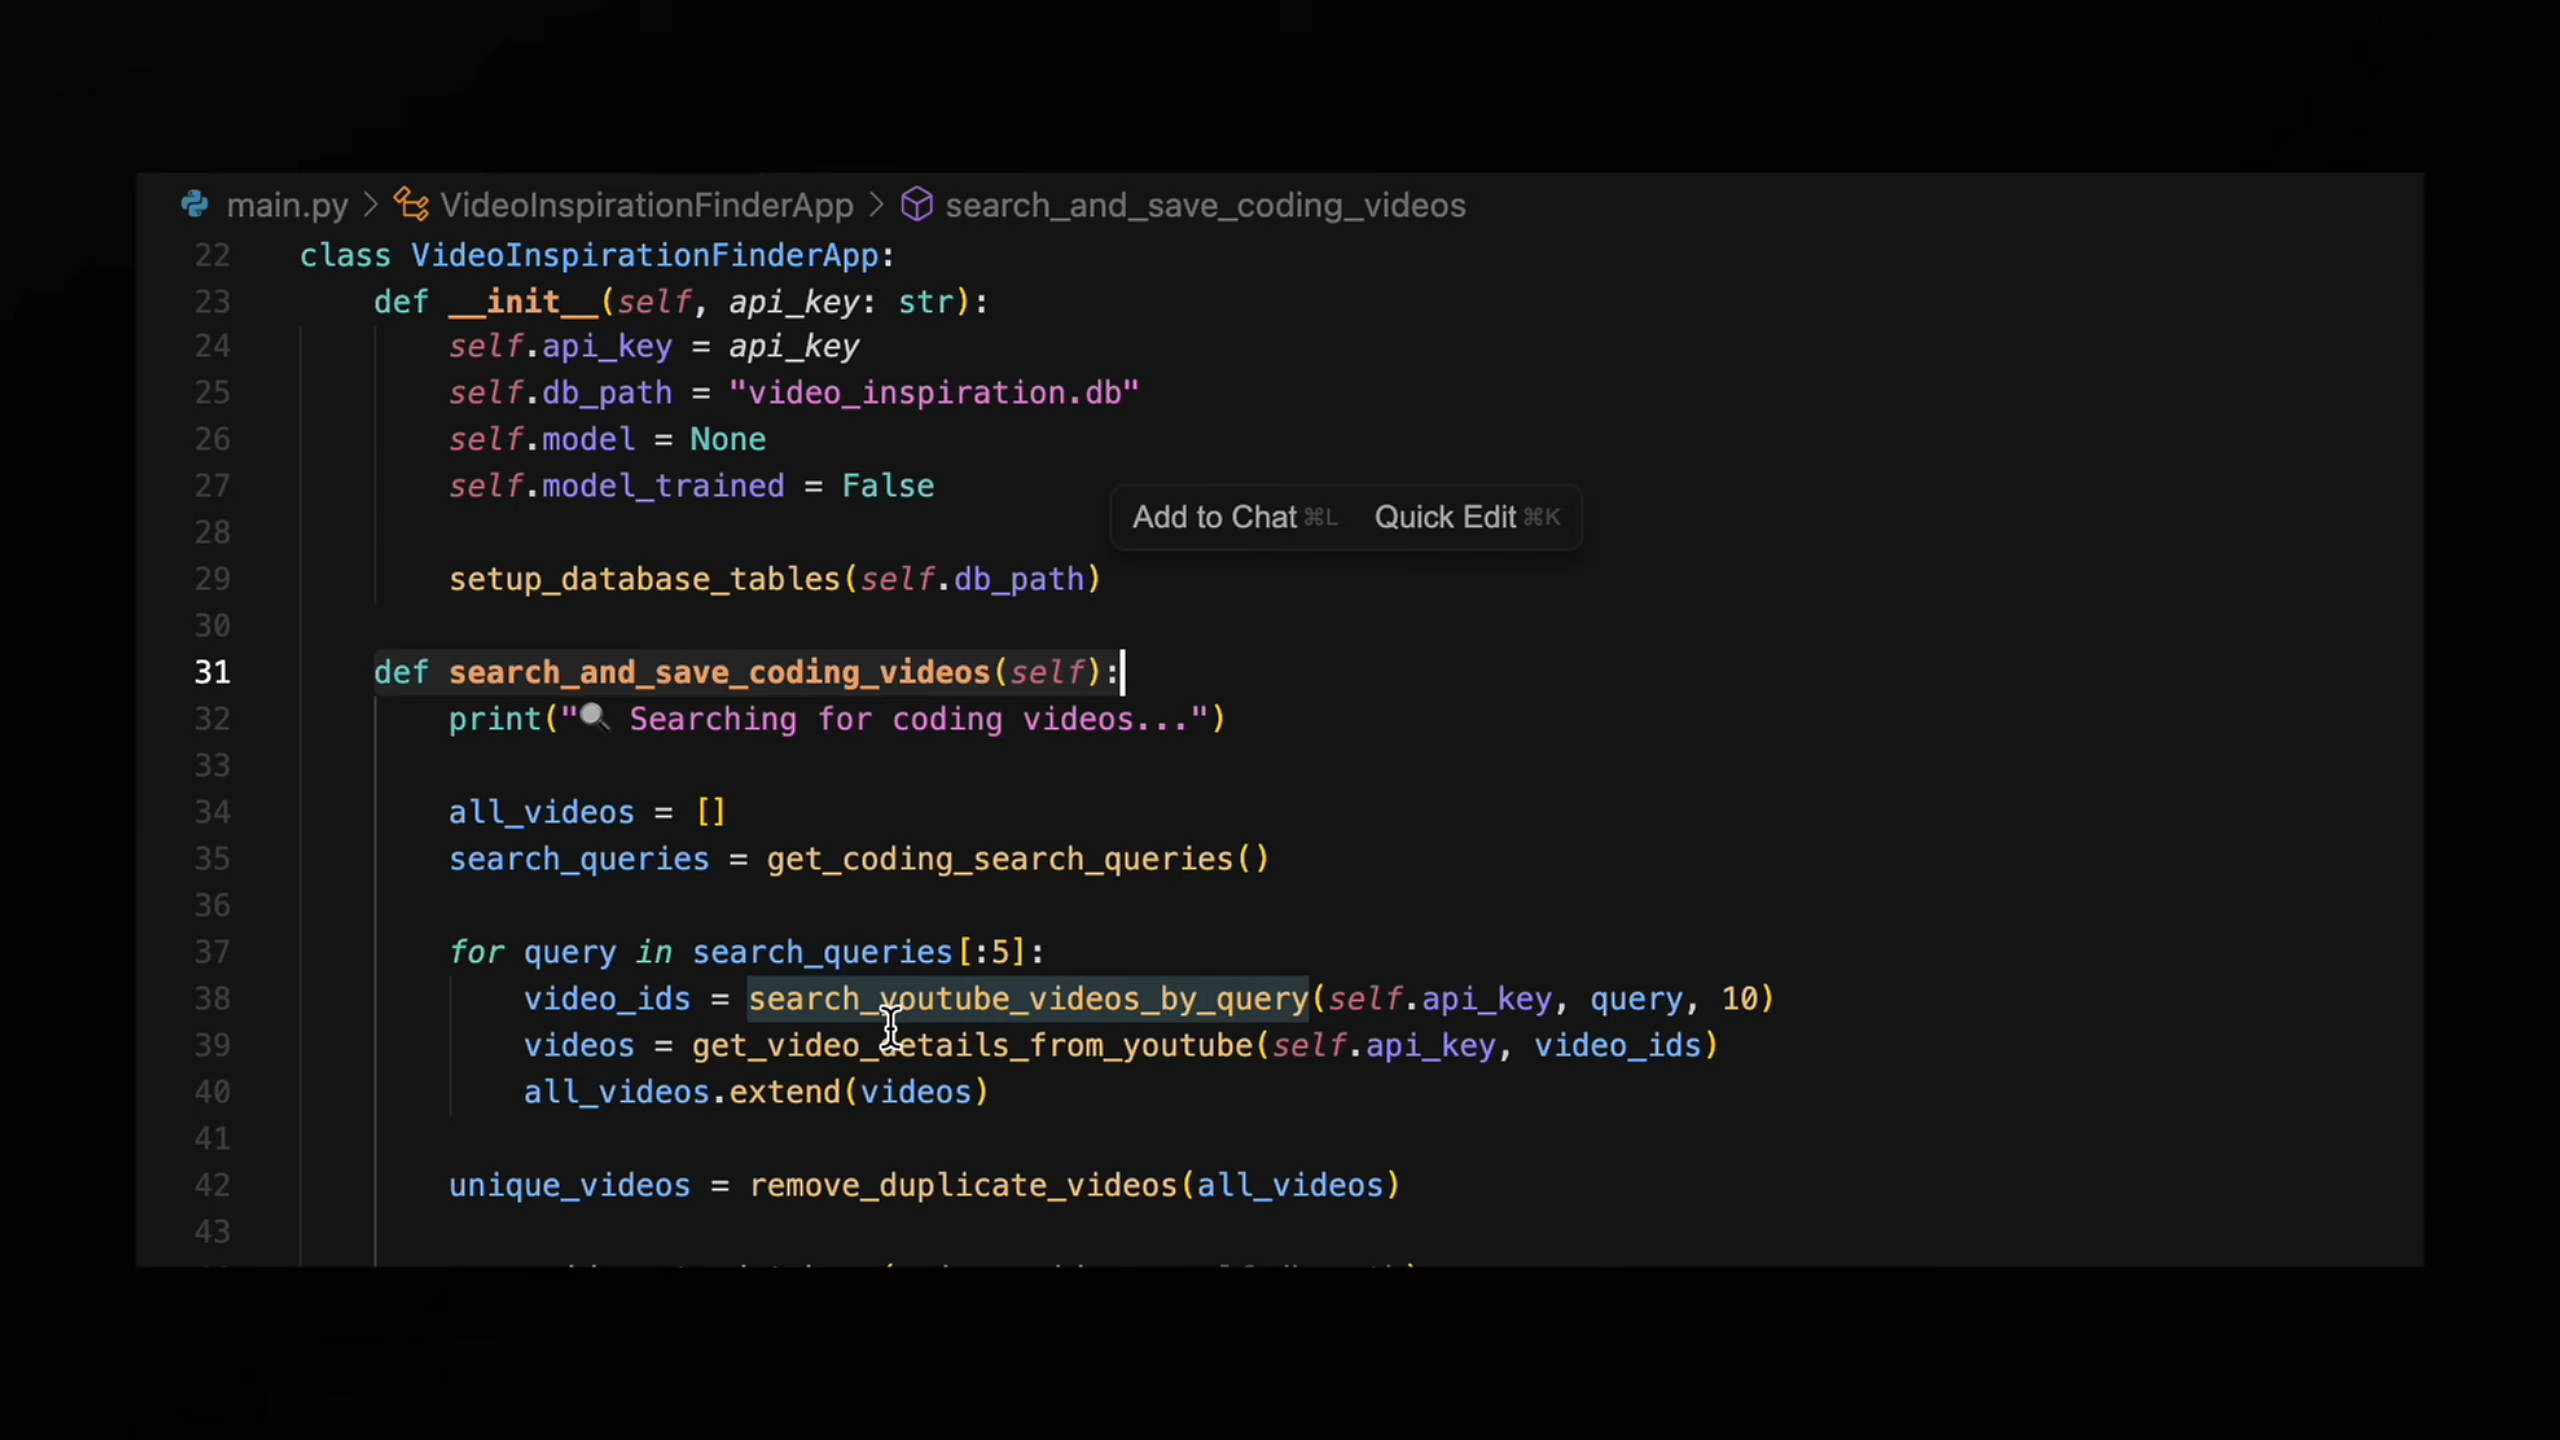 main.py > VideoInspirationFinderApp > search_and_save_coding_videos
22 class VideoInspirationFinderApp:
23 def __init__(self, api_key: str):
24 self.api_key = api_key
25 self.db_path = "video_inspiration.db"
26 self.model = None
27 self.model_trained = False
Add to Chat⌘L Quick Edit⌘K
28
29 setup_database_tables(self.db_path)
30
31 def search_and_save_coding_videos(self):
32 print("🔍 Searching for coding videos...")
33
34 all_videos = []
35 search_queries = get_coding_search_queries()
36
37 for query in search_queries[:5]:
38 video_ids = search_youtube_videos_by_query(self.api_key, query, 10)
39 videos = get_video_details_from_youtube(self.api_key, video_ids)
40 all_videos.extend(videos)
41
42 unique_videos = remove_duplicate_videos(all_videos)
43